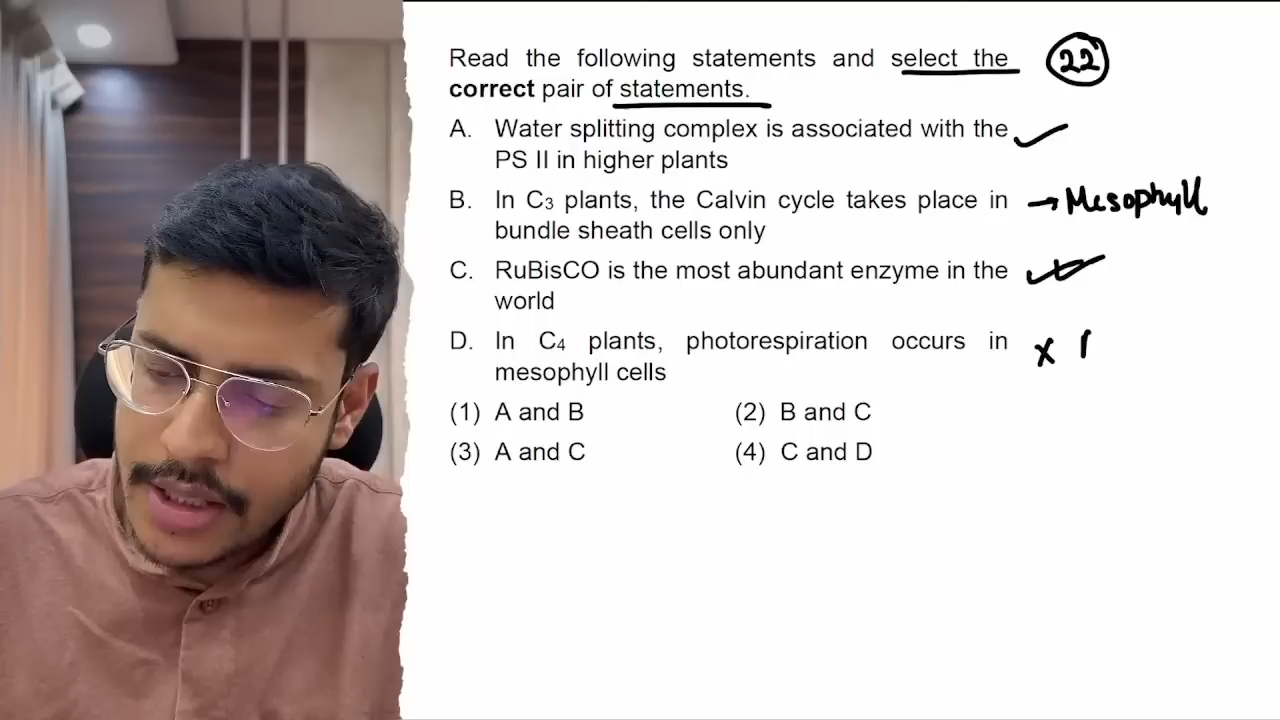 Read the following statements and select the 22
correct pair of statements.
A. Water splitting complex is associated with the
PS II in higher plants
B. In C₃ plants, the Calvin cycle takes place in → Mesophyll
bundle sheath cells only
C. RuBisCO is the most abundant enzyme in the
world
D. In C₄ plants, photorespiration occurs in x
mesophyll cells
(1) A and B (2) B and C
(3) A and C (4) C and D